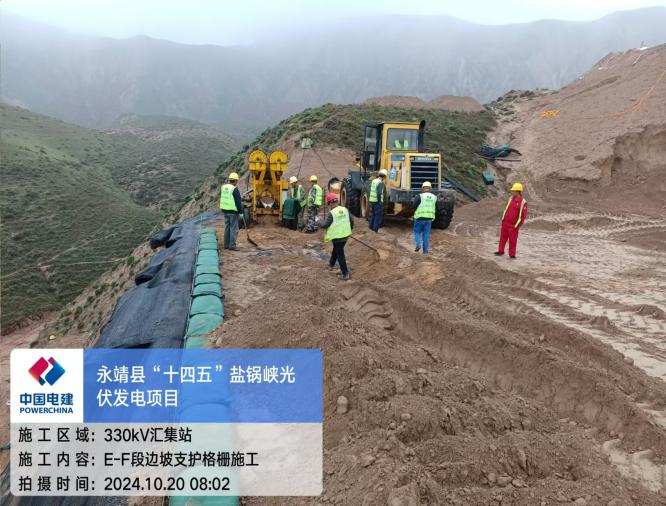 中国电建
POWERCHINA
永靖县“十四五”盐锅峡光
伏发电项目
施工区域：330kV汇集站
施工内容：E-F段边坡支护格栅施工
拍摄时间：2024.10.20 08:02